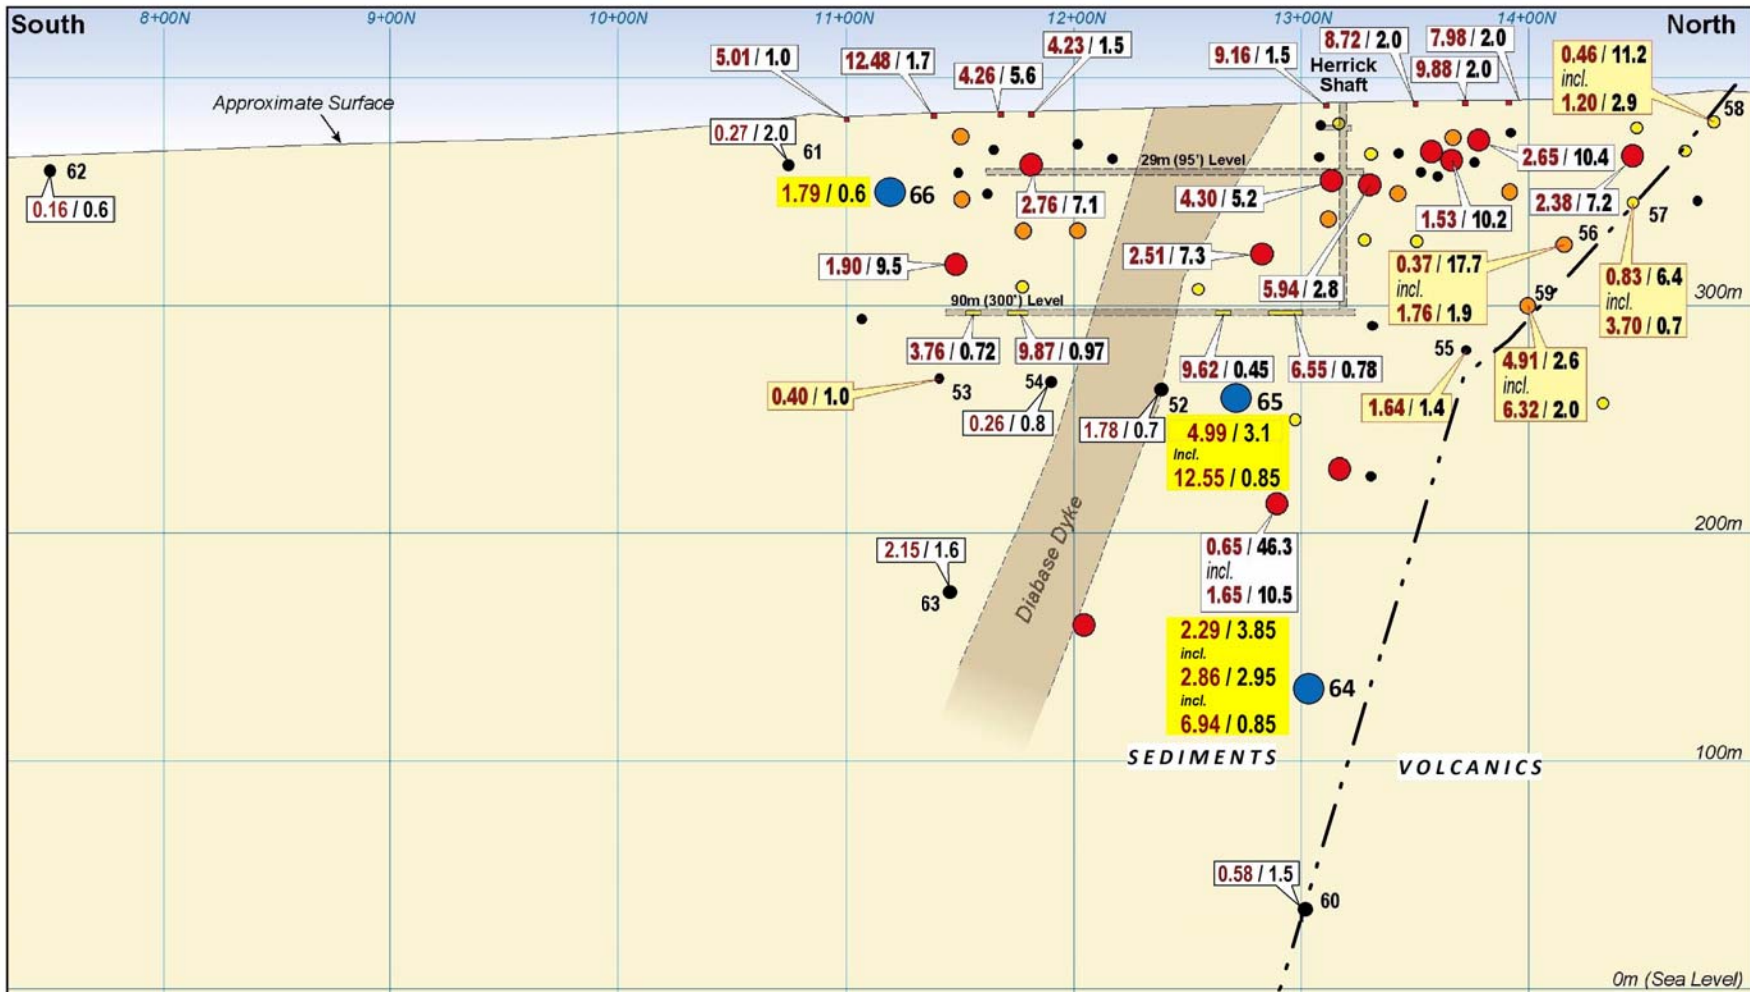 South
8+00N
9+00N
10+00N
11+00N
12+00N
13+00N
14+00N
North
5.01 / 1.0
12.48 / 1.7
4.26 / 5.6
4.23 / 1.5
9.16 / 1.5
Herrick
Shaft
8.72 / 2.0
7.98 / 2.0
9.88 / 2.0
0.46 / 11.2
incl.
1.20 / 2.9
58
Approximate Surface
0.27 / 2.0
61
62
0.16 / 0.6
1.79 / 0.6
66
29m (95') Level
2.76 / 7.1
4.30 / 5.2
2.65 / 10.4
1.53 / 10.2
2.38 / 7.2
57
56
1.90 / 9.5
2.51 / 7.3
5.94 / 2.8
0.37 / 17.7
incl.
1.76 / 1.9
59
0.83 / 6.4
incl.
3.70 / 0.7
300m
90m (300') Level
3.76 / 0.72
9.87 / 0.97
9.62 / 0.45
6.55 / 0.78
55
4.91 / 2.6
incl.
6.32 / 2.0
0.40 / 1.0
53
54
0.26 / 0.8
52
1.78 / 0.7
65
1.64 / 1.4
4.99 / 3.1
Incl.
12.55 / 0.85
200m
Diabase Dyke
2.15 / 1.6
63
0.65 / 46.3
incl.
1.65 / 10.5
2.29 / 3.85
incl.
2.86 / 2.95
incl.
6.94 / 0.85
64
SEDIMENTS
VOLCANICS
100m
0.58 / 1.5
60
0m (Sea Level)